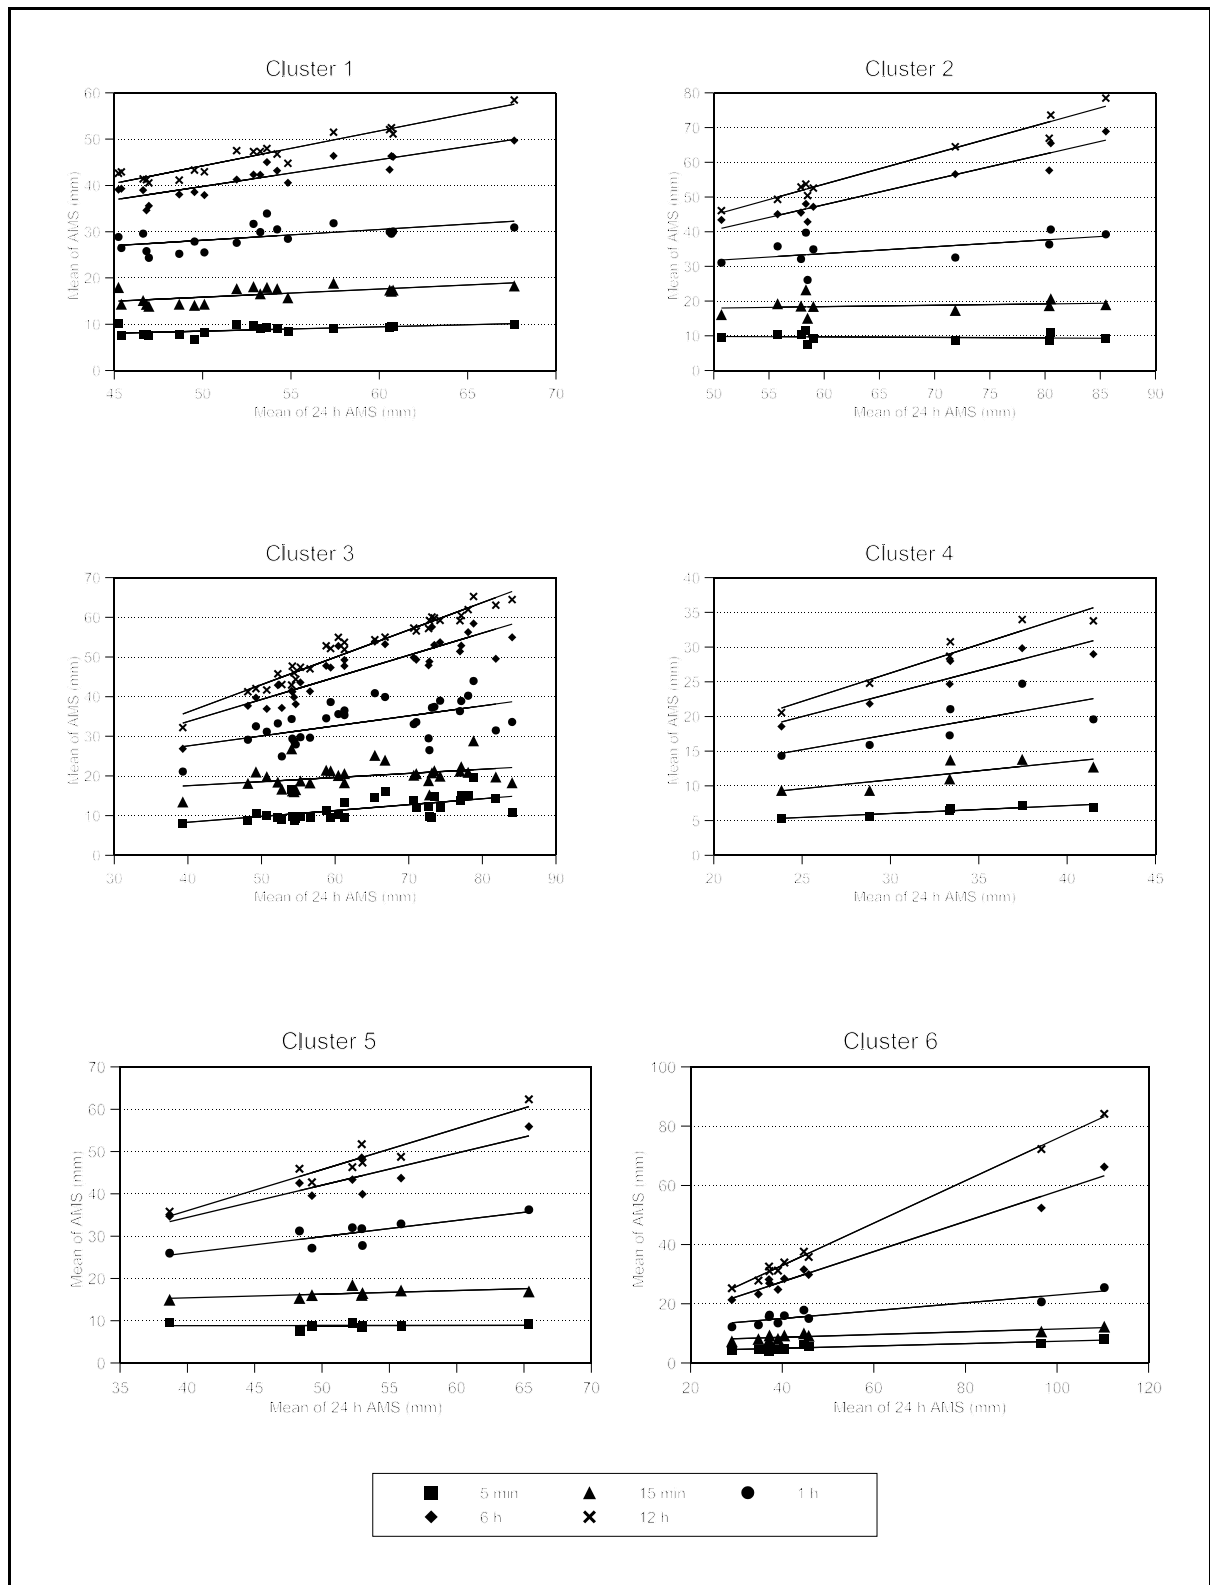 Cluster 1
60
50
40
30
20
10
0
Mean of AMS (mm)
45 50 55 60 65 70
Mean of 24 h AMS (mm)
Cluster 2
80
70
60
50
40
30
20
10
0
Mean of AMS (mm)
50 55 60 65 70 75 80 85 90
Mean of 24 h AMS (mm)
Cluster 3
70
60
50
40
30
20
10
0
Mean of AMS (mm)
30 40 50 60 70 80 90
Mean of 24 h AMS (mm)
Cluster 4
40
35
30
25
20
15
10
5
0
Mean of AMS (mm)
20 25 30 35 40 45
Mean of 24 h AMS (mm)
Cluster 5
70
60
50
40
30
20
10
0
Mean of AMS (mm)
35 40 45 50 55 60 65 70
Mean of 24 h AMS (mm)
Cluster 6
100
80
60
40
20
0
Mean of AMS (mm)
20 40 60 80 100 120
Mean of 24 h AMS (mm)
5 min 15 min 1 h
6 h 12 h